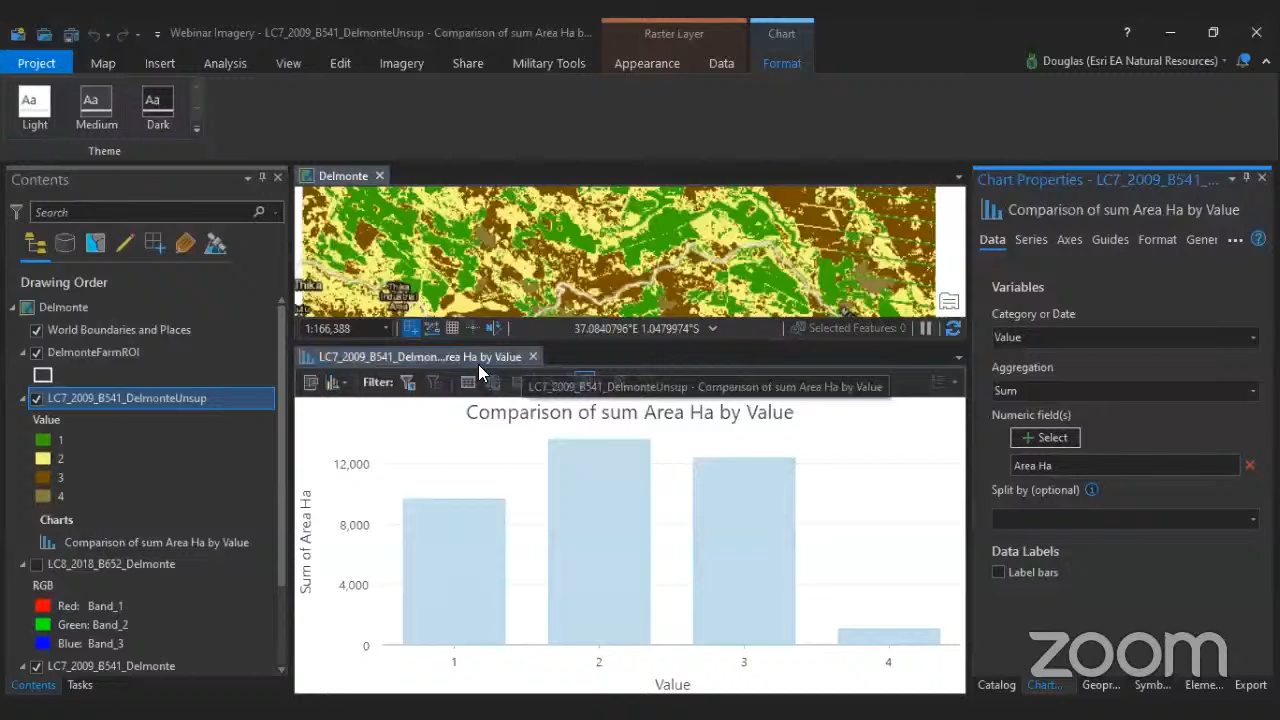 Raster Layer
Chart
Webinar Imagery - LC7_2009_B541_DelmonteUnsup - Comparison of sum Area Ha b...
?
Project
Map
Insert
Analysis
View
Edit
Imagery
Share
Military Tools
Appearance
Data
Format
Douglas (Esri EA Natural Resources)
Aa
Aa
Aa
Light
Medium
Dark
Theme
Contents
Search
Drawing Order
Delmonte
World Boundaries and Places
DelmonteFarmROI
LC7_2009_B541_DelmonteUnsup
Value
1
2
3
4
Charts
Comparison of sum Area Ha by Value
LC8_2018_B652_Delmonte
RGB
Red: Band_1
Green: Band_2
Blue: Band_3
LC7_2009_B541_Delmonte
Contents
Tasks
Delmonte
Thika
Thika
Industrial
Area
1:166,388
37.0840796°E 1.0479974°S
Selected Features: 0
LC7_2009_B541_Delmon...rea Ha by Value
Filter:
LC7_2009_B541_DelmonteUnsup - Comparison of sum Area Ha by Value
Comparison of sum Area Ha by Value
Sum of Area Ha
12,000
8,000
4,000
0
1
2
3
4
Value
Chart Properties - LC7_2009_B541_...
Comparison of sum Area Ha by Value
Data
Series
Axes
Guides
Format
Gener
Variables
Category or Date
Value
Aggregation
Sum
Numeric field(s)
Select
Area Ha
Split by (optional)
Data Labels
Label bars
zoom
Catalog
Chart...
Geopr...
Symb...
Eleme...
Export